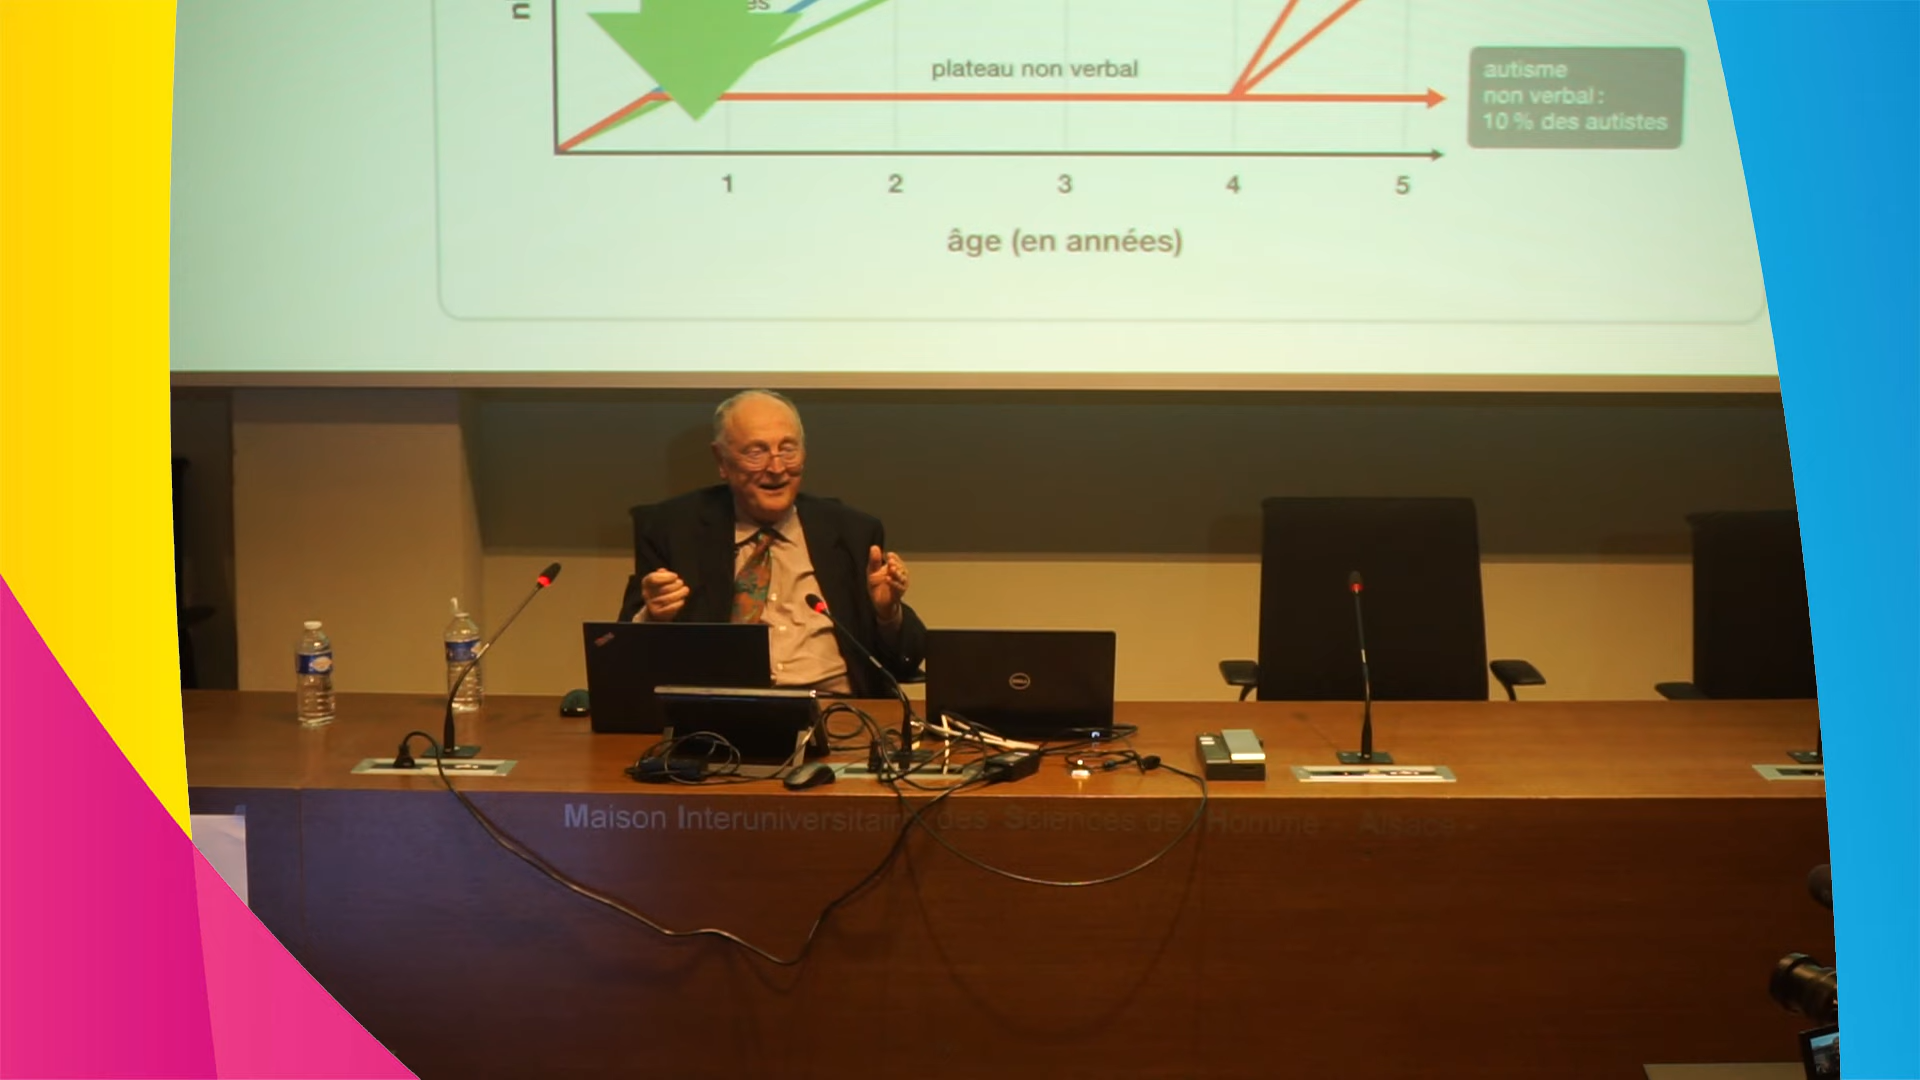 plateau non verbal
autisme
non verbal :
10 % des autistes
1 2 3 4 5
âge (en années)
DELL
Maison Interuniversitaire des Sciences de l'Homme - Alsace -